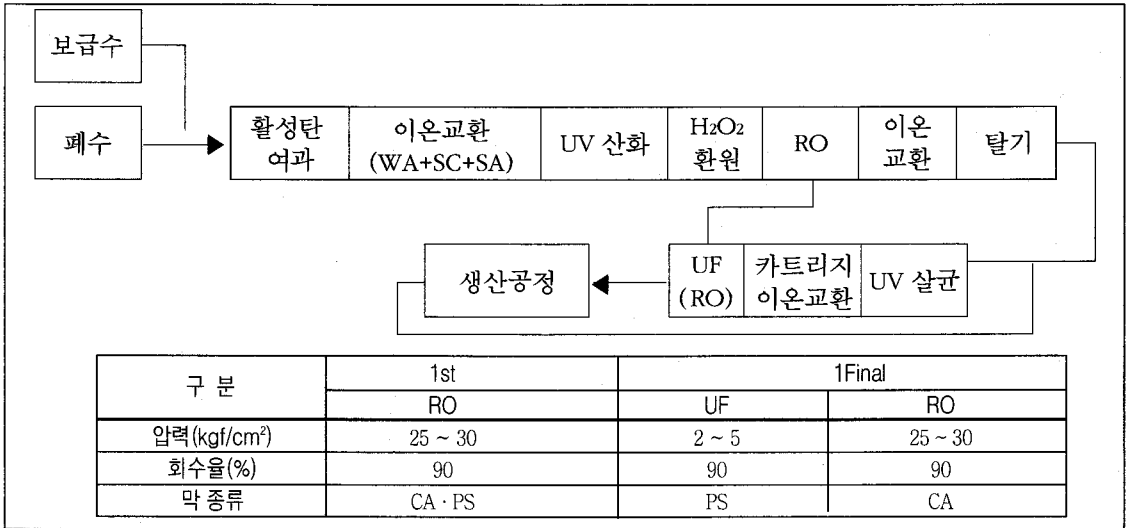 보급수
폐수
활성탄
여과
이온교환
(WA+SC+SA)
UV 산화
H₂O₂
환원
RO
이온
교환
탈기
생산공정
UF
(RO)
카트리지
이온교환
UV 살균
구 분 1st 1Final
RO UF RO
압력(kgf/cm²) 25 ~ 30 2 ~ 5 25 ~ 30
회수율(%) 90 90 90
막 종류 CA · PS PS CA